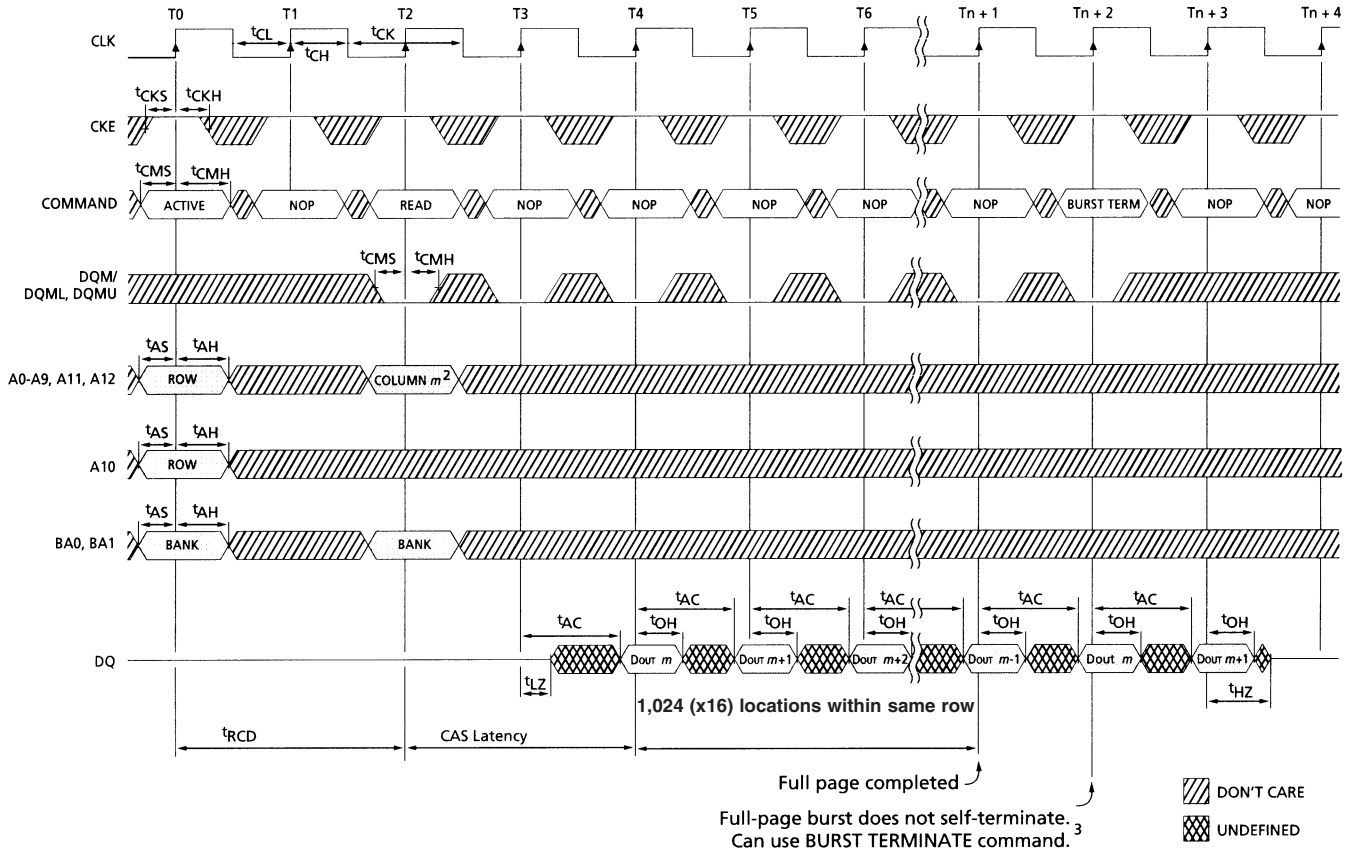 T0 T1 T2 T3 T4 T5 T6 Tn + 1 Tn + 2 Tn + 3 Tn + 4
CLK
tCL tCK
tCH
tCKS tCKH
CKE
tCMS tCMH
COMMAND ACTIVE NOP READ NOP NOP NOP NOP NOP BURST TERM NOP NOP
tCMS tCMH
DQM/
DQML, DQMU
tAS tAH
A0-A9, A11, A12 ROW COLUMN m2
tAS tAH
A10 ROW
tAS tAH
BA0, BA1 BANK BANK
tAC tAC tAC tAC tAC tAC
tOH tOH tOH tOH tOH tOH
DQ DOUT m DOUT m+1 DOUT m+2 DOUT m-1 Dout m DOUT m+1
tLZ tHZ
1,024 (x16) locations within same row
tRCD CAS Latency
Full page completed
Full-page burst does not self-terminate.
Can use BURST TERMINATE command. 3
DON'T CARE
UNDEFINED